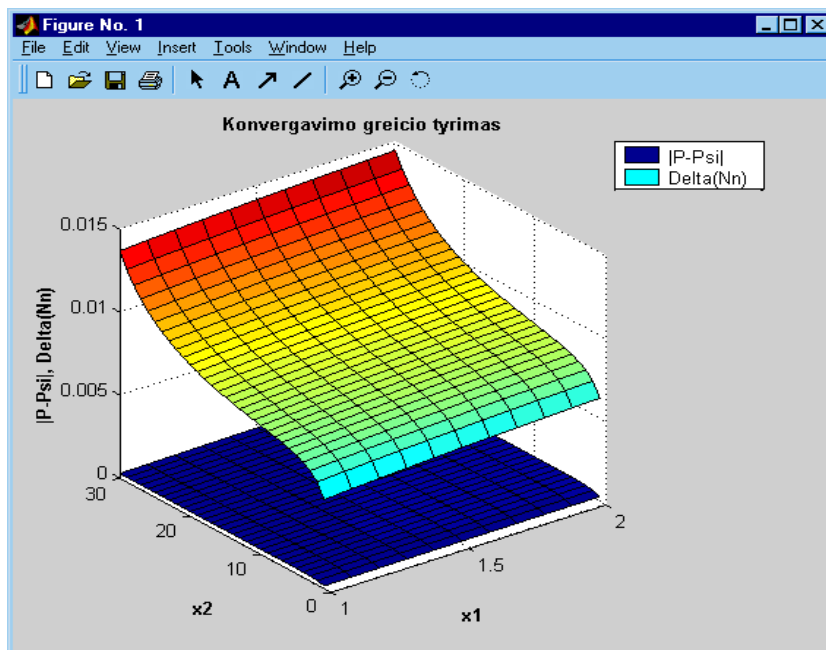 Figure No. 1
File Edit View Insert Tools Window Help
A
Konvergavimo greicio tyrimas
|P-Psi|
Delta(Nn)
0.015
0.01
0.005
0
|P-Psi|, Delta(Nn)
30
20
10
0
x2
1
1.5
2
x1